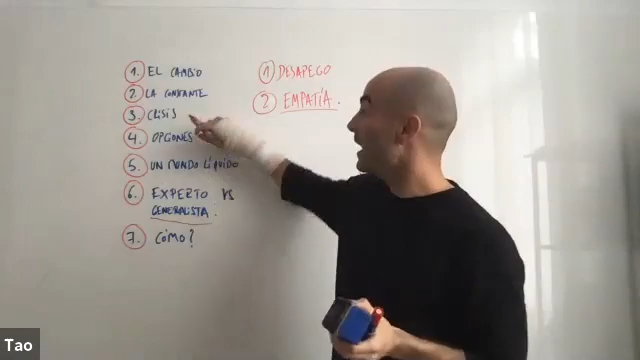 1. EL CAMBIO
2. LA CONSTANTE
3. CRISIS
4. OPCIONES
5. UN MUNDO LÍQUIDO
6. EXPERTO VS
GENERALISTA.
7. CÓMO?
1 DESAPEGO
2 EMPATÍA.
Tao